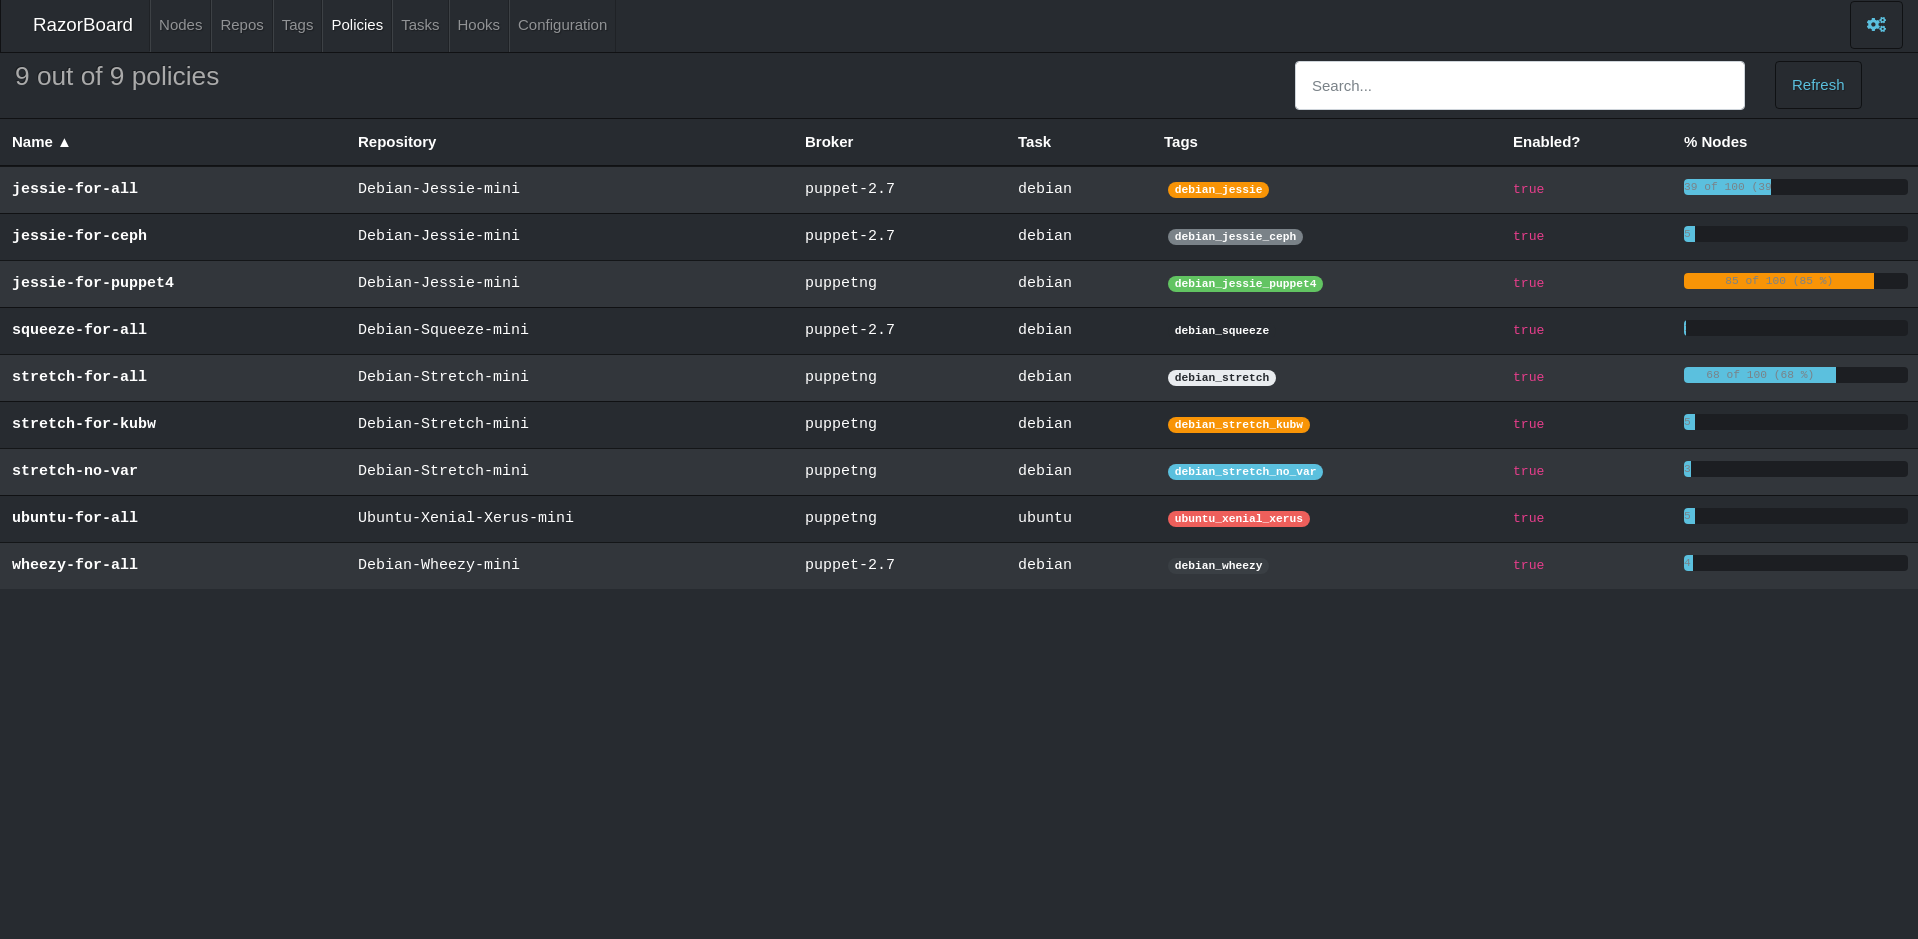 RazorBoard Nodes Repos Tags Policies Tasks Hooks Configuration
9 out of 9 policies Search... Refresh
Name ▲ Repository Broker Task Tags Enabled? % Nodes
jessie-for-all Debian-Jessie-mini puppet-2.7 debian debian_jessie true 39 of 100 (39
jessie-for-ceph Debian-Jessie-mini puppet-2.7 debian debian_jessie_ceph true 5
jessie-for-puppet4 Debian-Jessie-mini puppetng debian debian_jessie_puppet4 true 85 of 100 (85 %)
squeeze-for-all Debian-Squeeze-mini puppet-2.7 debian debian_squeeze true
stretch-for-all Debian-Stretch-mini puppetng debian debian_stretch true 68 of 100 (68 %)
stretch-for-kubw Debian-Stretch-mini puppetng debian debian_stretch_kubw true 5
stretch-no-var Debian-Stretch-mini puppetng debian debian_stretch_no_var true 3
ubuntu-for-all Ubuntu-Xenial-Xerus-mini puppetng ubuntu ubuntu_xenial_xerus true 5
wheezy-for-all Debian-Wheezy-mini puppet-2.7 debian debian_wheezy true 4